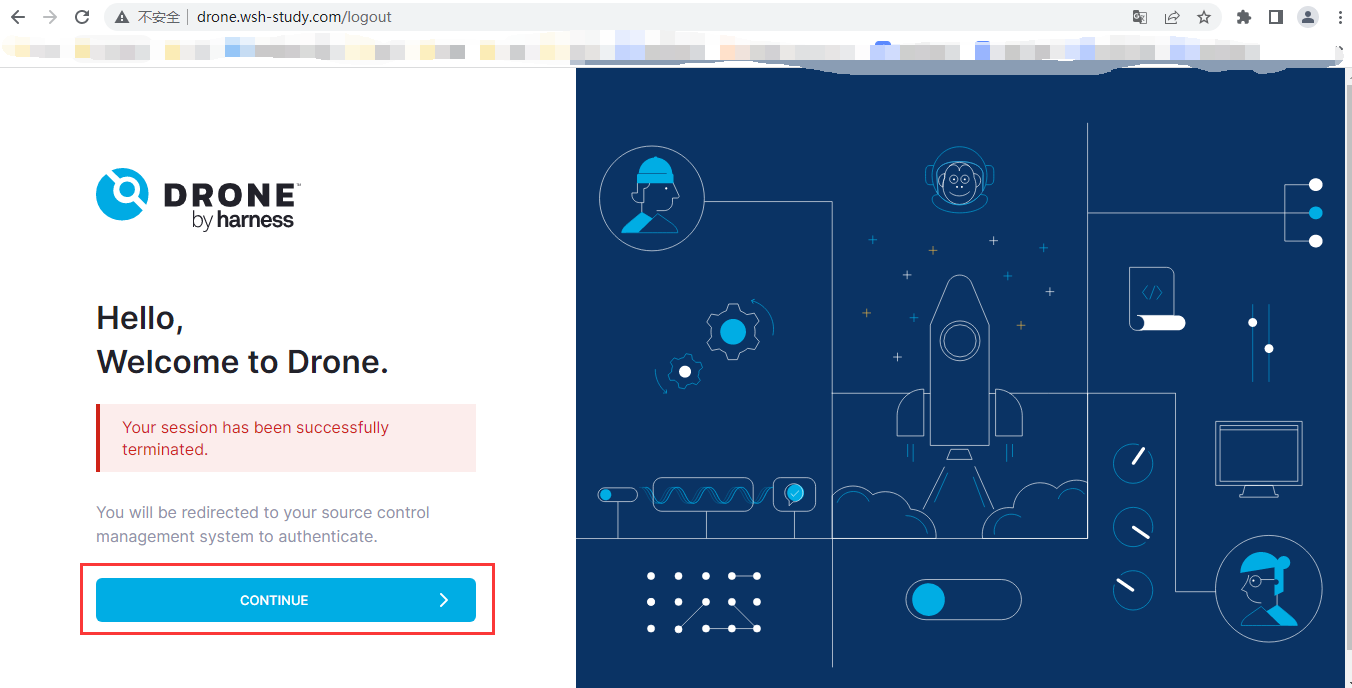 不安全 drone.wsh-study.com/logout
DRONE™
by harness
Hello,
Welcome to Drone.
Your session has been successfully
terminated.
You will be redirected to your source control
management system to authenticate.
CONTINUE